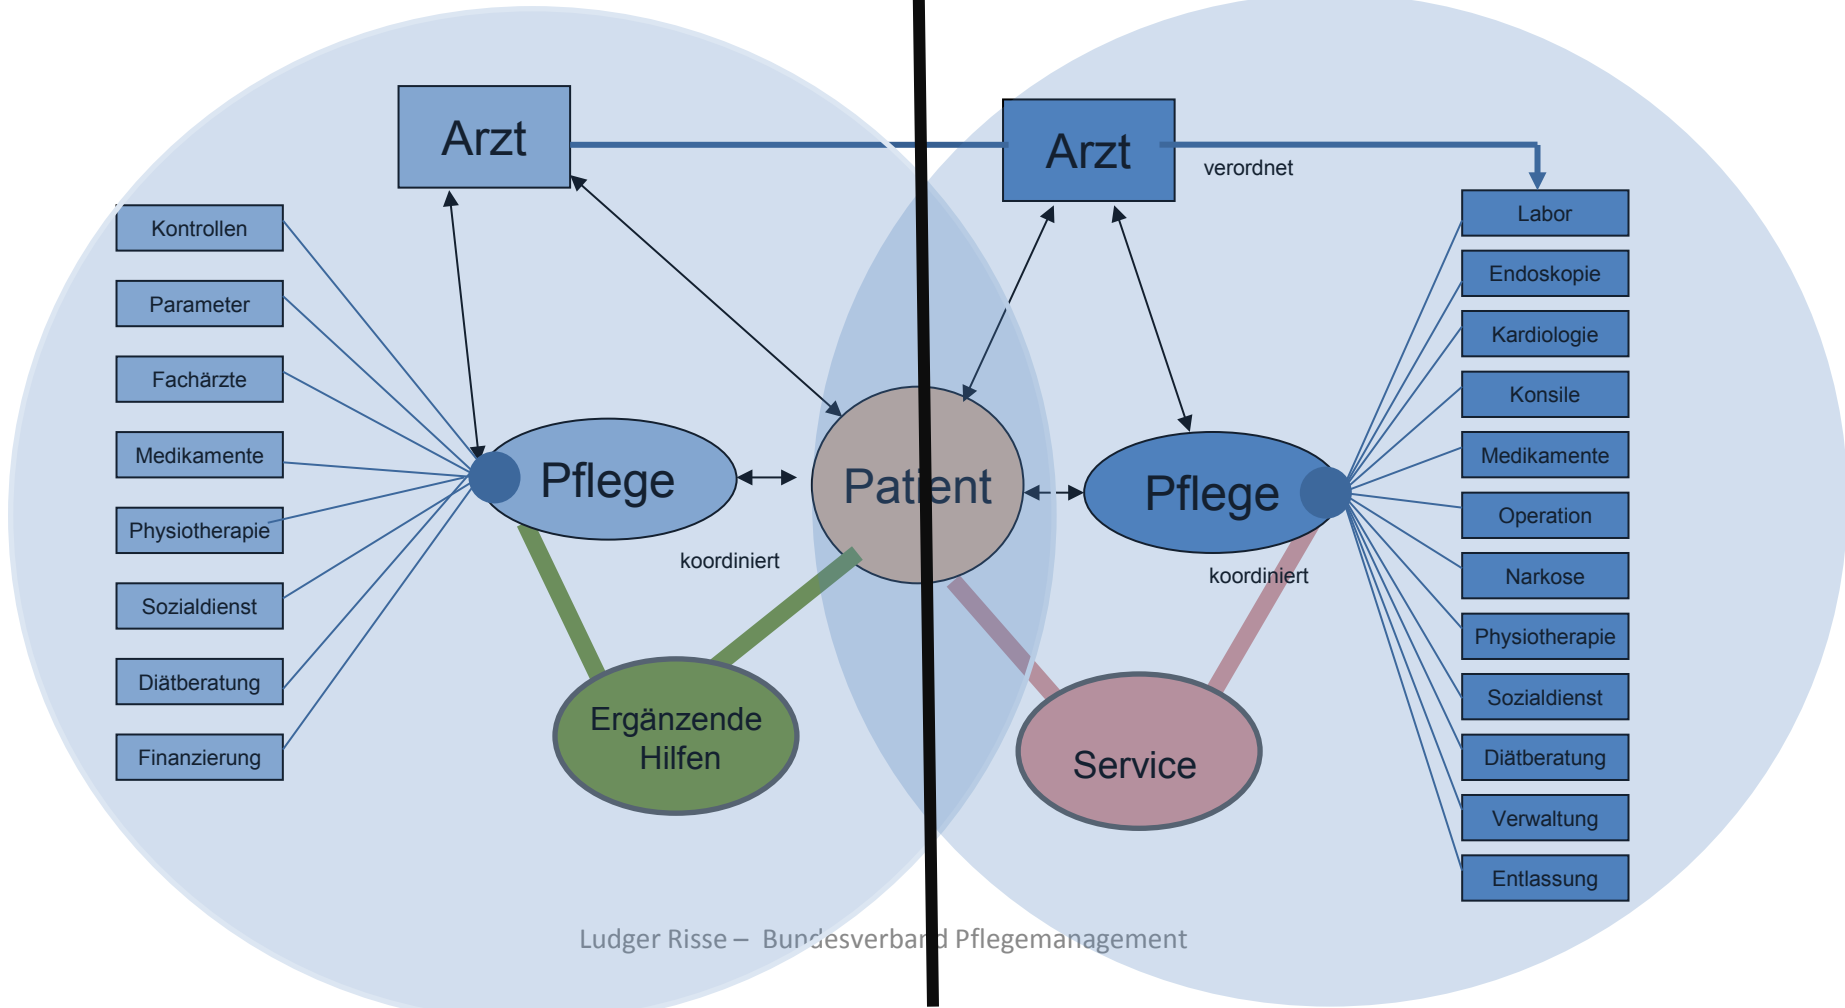 Arzt
Arzt
verordnet
Kontrollen
Parameter
Fachärzte
Medikamente
Physiotherapie
Sozialdienst
Diätberatung
Finanzierung
Pflege
Patient
Pflege
koordiniert
koordiniert
Ergänzende
Hilfen
Service
Labor
Endoskopie
Kardiologie
Konsile
Medikamente
Operation
Narkose
Physiotherapie
Sozialdienst
Diätberatung
Verwaltung
Entlassung
Ludger Risse – Bundesverband Pflegemanagement